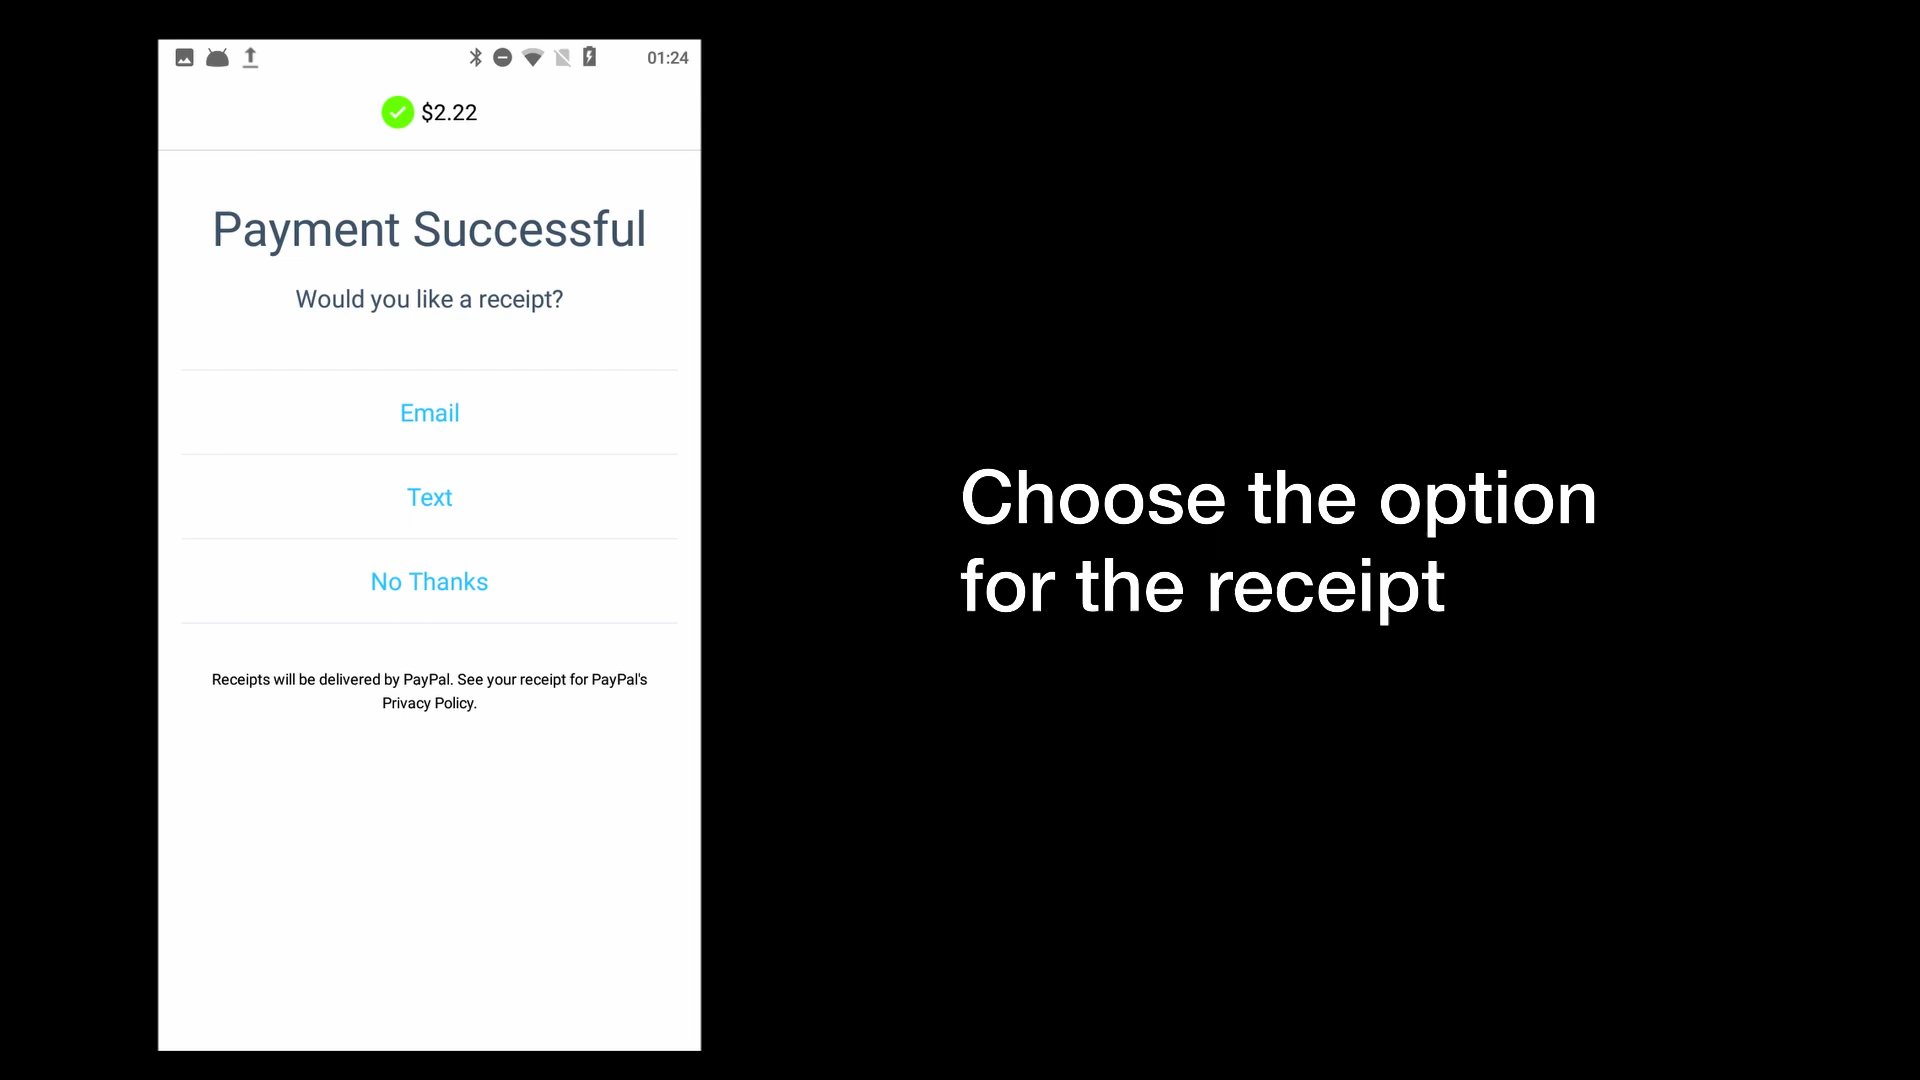 01:24
$2.22
Payment Successful
Would you like a receipt?
Email
Text
No Thanks
Receipts will be delivered by PayPal. See your receipt for PayPal's
Privacy Policy.
Choose the option
for the receipt